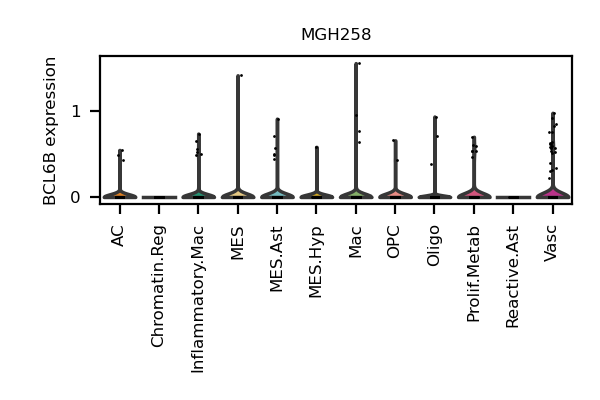 MGH258
BCL6B expression
1
0
AC
Chromatin.Reg
Inflammatory.Mac
MES
MES.Ast
MES.Hyp
Mac
OPC
Oligo
Prolif.Metab
Reactive.Ast
Vasc